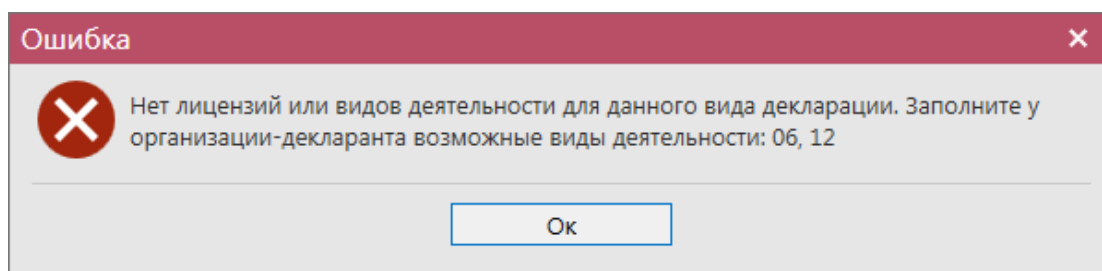 Ошибка
Нет лицензий или видов деятельности для данного вида декларации. Заполните у
организации-декларанта возможные виды деятельности: 06, 12
Ок